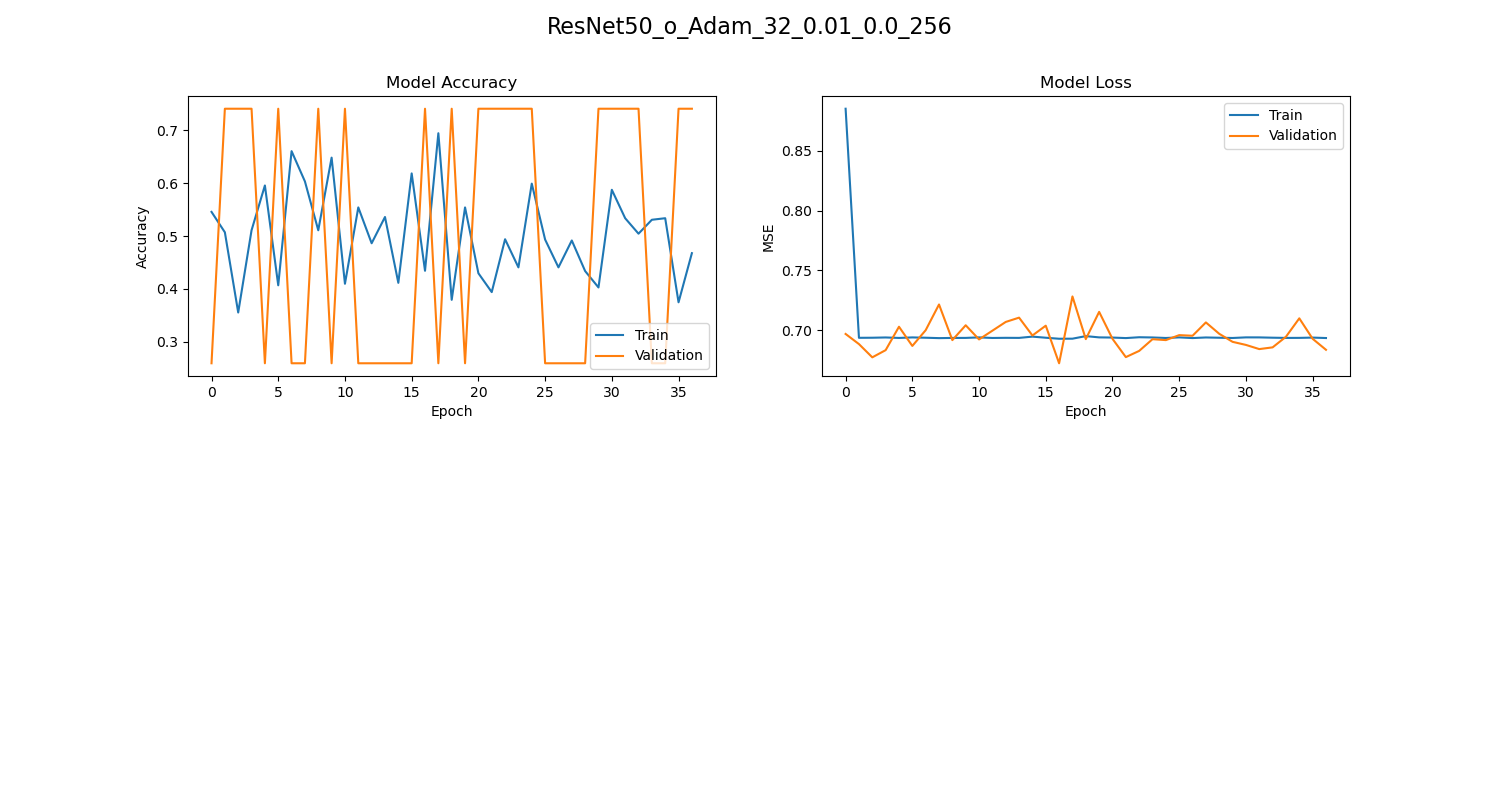 ResNet50_o_Adam_32_0.01_0.0_256
Model Accuracy
Accuracy
0.7
0.6
0.5
0.4
0.3
Train
Validation
0 5 10 15 20 25 30 35
Epoch
Model Loss
MSE
0.85
0.80
0.75
0.70
Train
Validation
0 5 10 15 20 25 30 35
Epoch